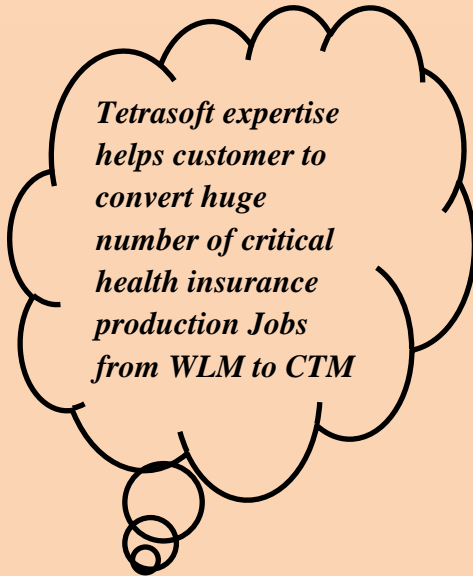 Tetrasoft expertise
helps customer to
convert huge
number of critical
health insurance
production Jobs
from WLM to CTM